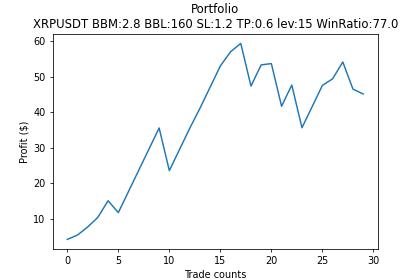 Portfolio
XRPUSDT BBM:2.8 BBL:160 SL:1.2 TP:0.6 lev:15 WinRatio:77.0
60
50
40
30
20
10
Profit ($)
0 5 10 15 20 25 30
Trade counts